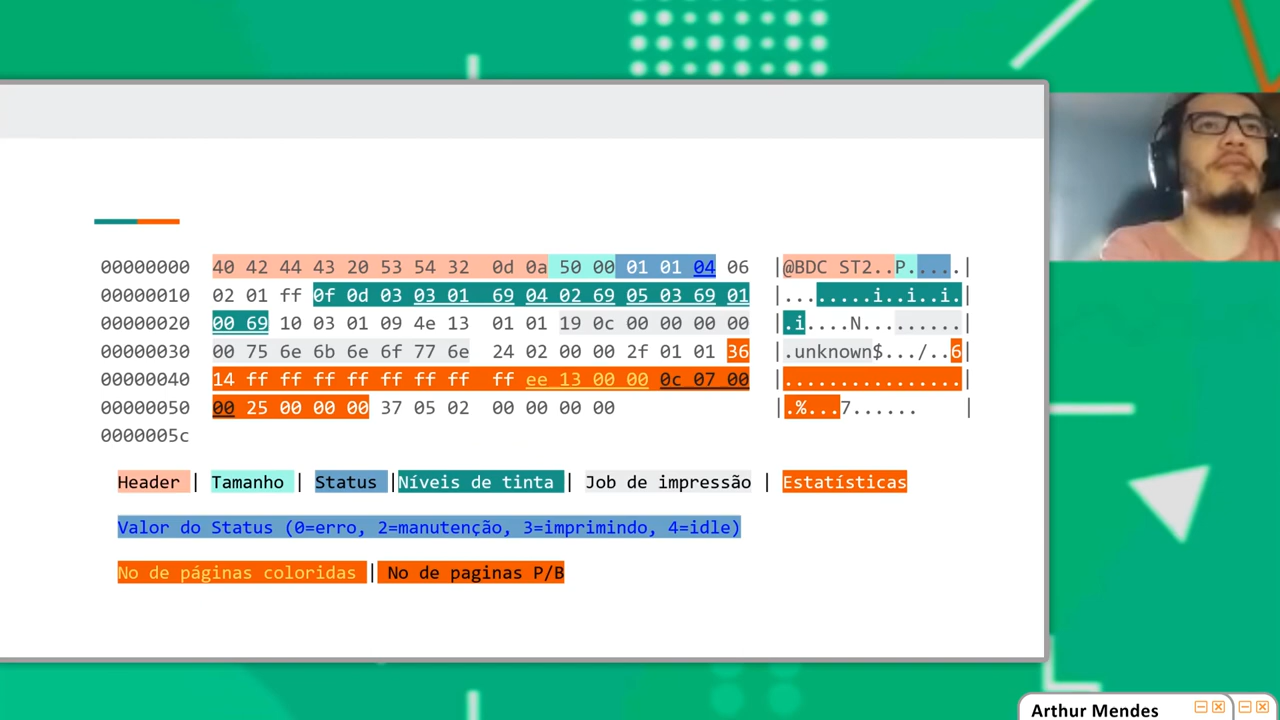 00000000 40 42 44 43 20 53 54 32 0d 0a 50 00 01 01 04 06 |@BDC ST2..P.....|
00000010 02 01 ff 0f 0d 03 03 01 69 04 02 69 05 03 69 01 |........i..i..i.|
00000020 00 69 10 03 01 09 4e 13 01 01 19 0c 00 00 00 00 |.i....N.........|
00000030 00 75 6e 6b 6e 6f 77 6e 24 02 00 00 2f 01 01 36 |.unknown$.../..6|
00000040 14 ff ff ff ff ff ff ff ff ee 13 00 00 0c 07 00 |................|
00000050 00 25 00 00 00 37 05 02 00 00 00 00 |.%...7...... |
0000005c
Header | Tamanho | Status |Níveis de tinta | Job de impressão | Estatísticas
Valor do Status (0=erro, 2=manutenção, 3=imprimindo, 4=idle)
No de páginas coloridas | No de paginas P/B
Arthur Mendes